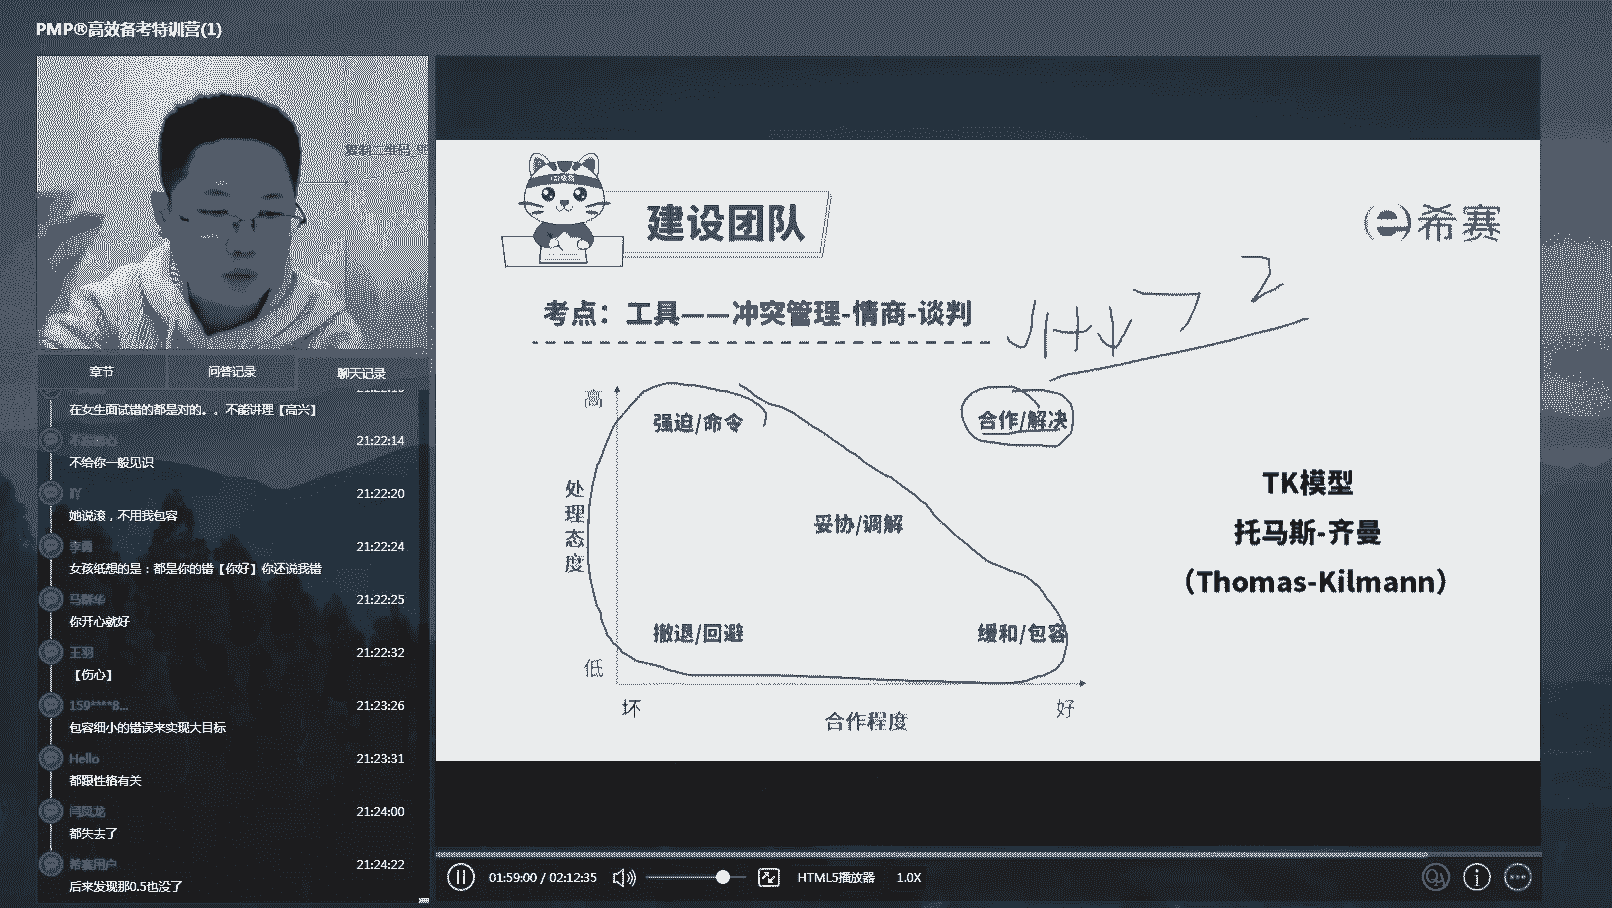 PMP®高效备考特训营(1)
章节
问答记录
聊天记录
在女生面试错的都是对的。。不能讲理【高兴】
21:22:14
不给你一般见识
吖
21:22:20
她说滚,不用我包容
李勇
21:22:24
女孩纸想的是:都是你的错【你好】你还说我错
21:22:25
你开心就好
王羽
21:22:32
【伤心】
159****8...
21:23:26
包容细小的错误来实现大目标
Hello
21:23:31
都跟性格有关
闫凤龙
21:24:00
都失去了
希赛用户
21:24:22
后来发现那0.5也没了
建设团队
希赛
考点:工具——冲突管理-情商-谈判
高
强迫/命令
合作/解决
处理态度
妥协/调解
撤退/回避
缓和/包容
低
坏
合作程度
好
TK模型
托马斯-齐曼
(Thomas-Kilmann)
01:59:00 / 02:12:35
HTML5播放器
1.0X